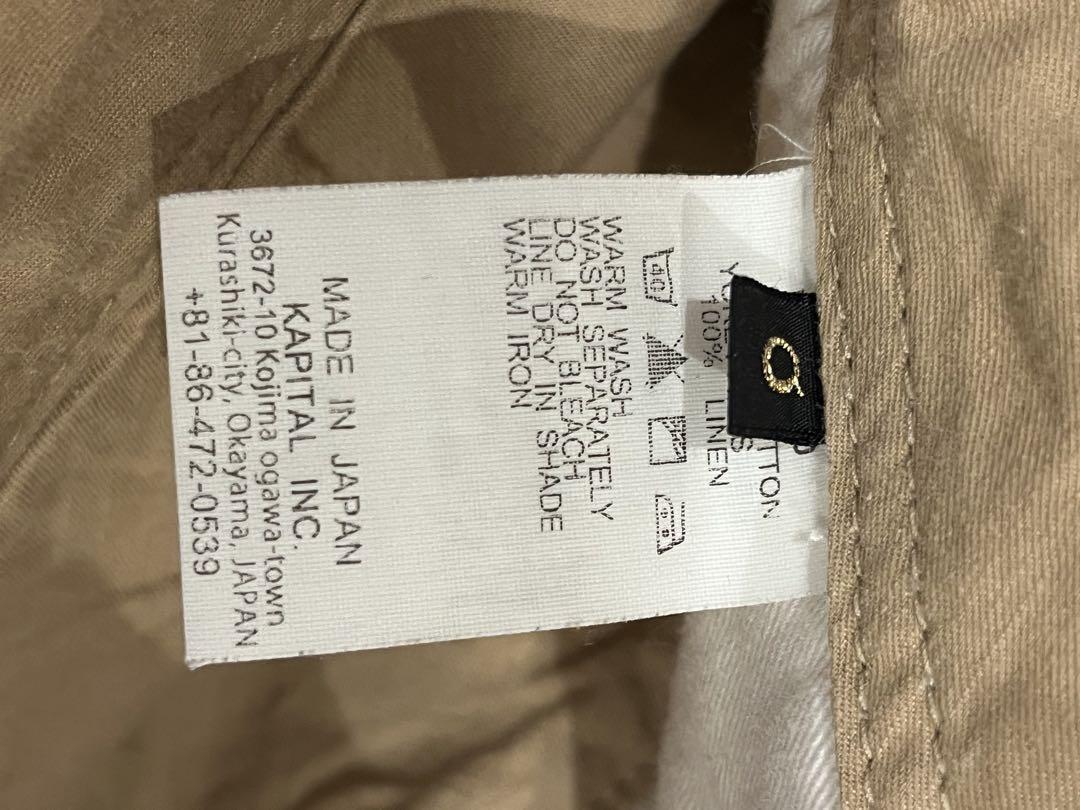 TTON
100% LINEN
40
WARM WASH
WASH SEPARATELY
DO NOT BLEACH
LINE DRY IN SHADE
WARM IRON
MADE IN JAPAN
KAPITAL INC.
3672-10 Kojima ogawa-town
Kurashiki-city, Okayama, JAPAN
+81-86-472-0539